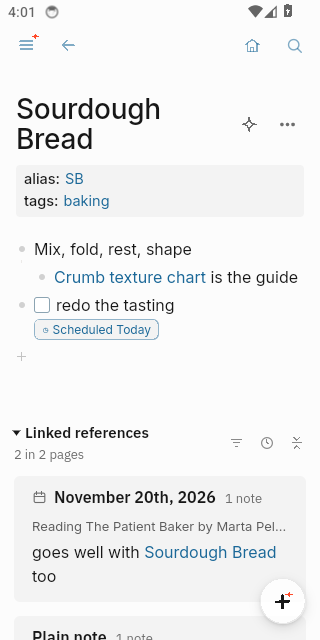 4:01
Sourdough
Bread
alias: SB
tags: baking
Mix, fold, rest, shape
Crumb texture chart is the guide
redo the tasting
Scheduled Today
Linked references
2 in 2 pages
November 20th, 2026 1 note
Reading The Patient Baker by Marta Pel...
goes well with Sourdough Bread
too
Plain note 1 note